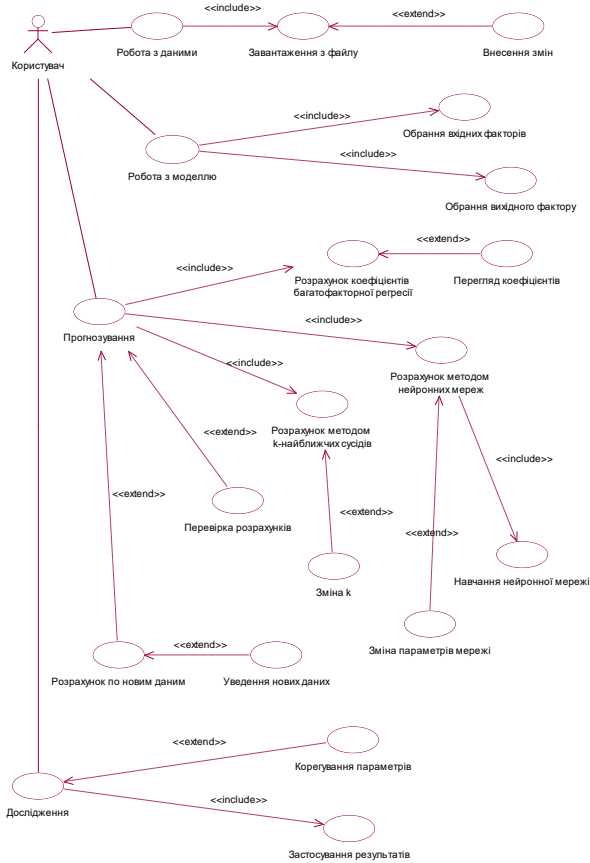 <<include>>
<<extend>>
Користувач
Робота з даними
Завантаження з файлу
Внесення змін
<<include>>
Обрання вхідних факторів
<<include>>
Робота з моделлю
Обрання вихідного фактору
<<extend>>
<<include>>
Розрахунок коефіцієнтів
багатофакторної регресії
Перегляд коефіцієнтів
<<include>>
Прогнозування
<<include>>
Розрахунок методом
нейронних мереж
<<extend>>
Розрахунок методом
k-найближчих сусідів
<<include>>
<<extend>>
<<extend>>
Перевірка розрахунків
<<extend>>
Навчання нейронної мережі
Зміна k
<<extend>>
Зміна параметрів мережі
Розрахунок по новим даним
Уведення нових даних
<<extend>>
Корегування параметрів
<<include>>
Дослідження
Застосування результатів